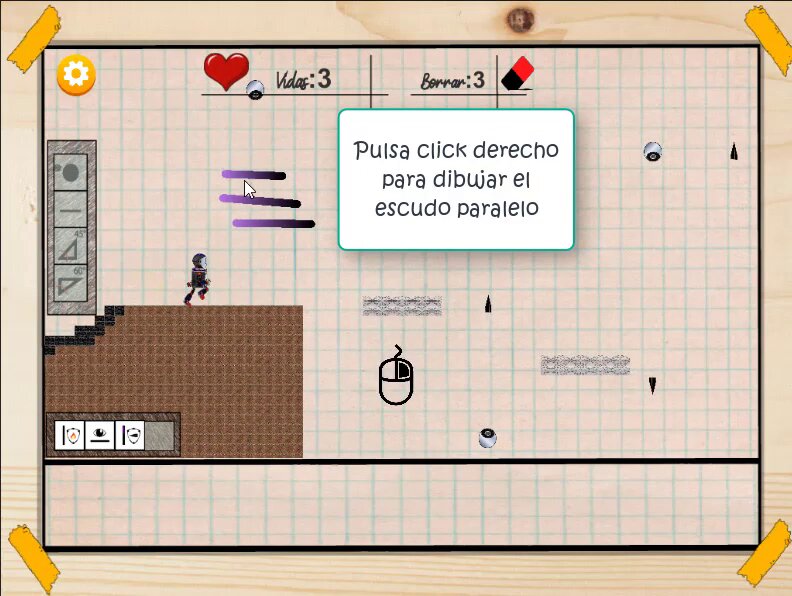 Vidas:3
Borrar:3
Pulsa click derecho
para dibujar el
escudo paralelo
45°
60°